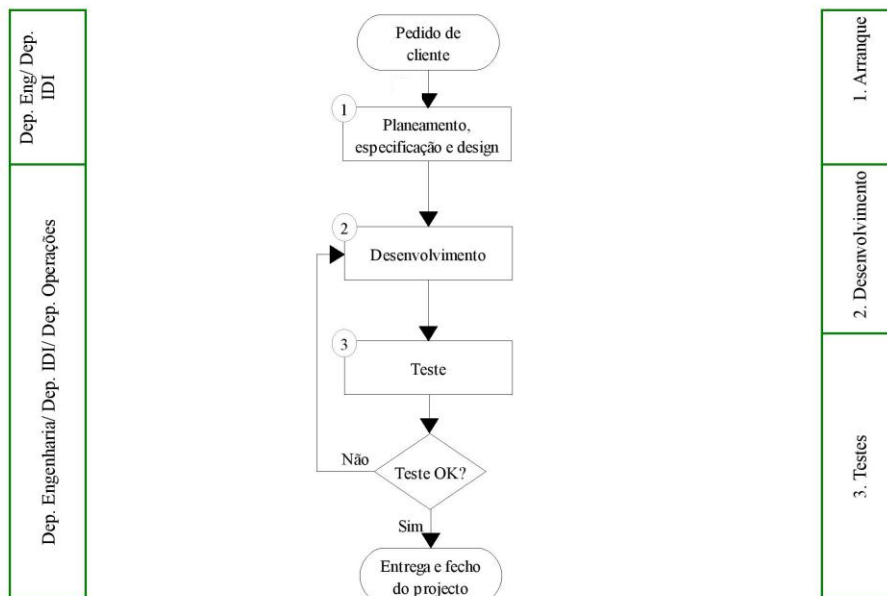 Dep. Eng/ Dep.
IDI
Dep. Engenharia/ Dep. IDI/ Dep. Operações
Pedido de
cliente
1
Planeamento,
especificação e design
2
Desenvolvimento
3
Teste
Não
Teste OK?
Sim
Entrega e fecho
do projecto
1. Arranque
2. Desenvolvimento
3. Testes